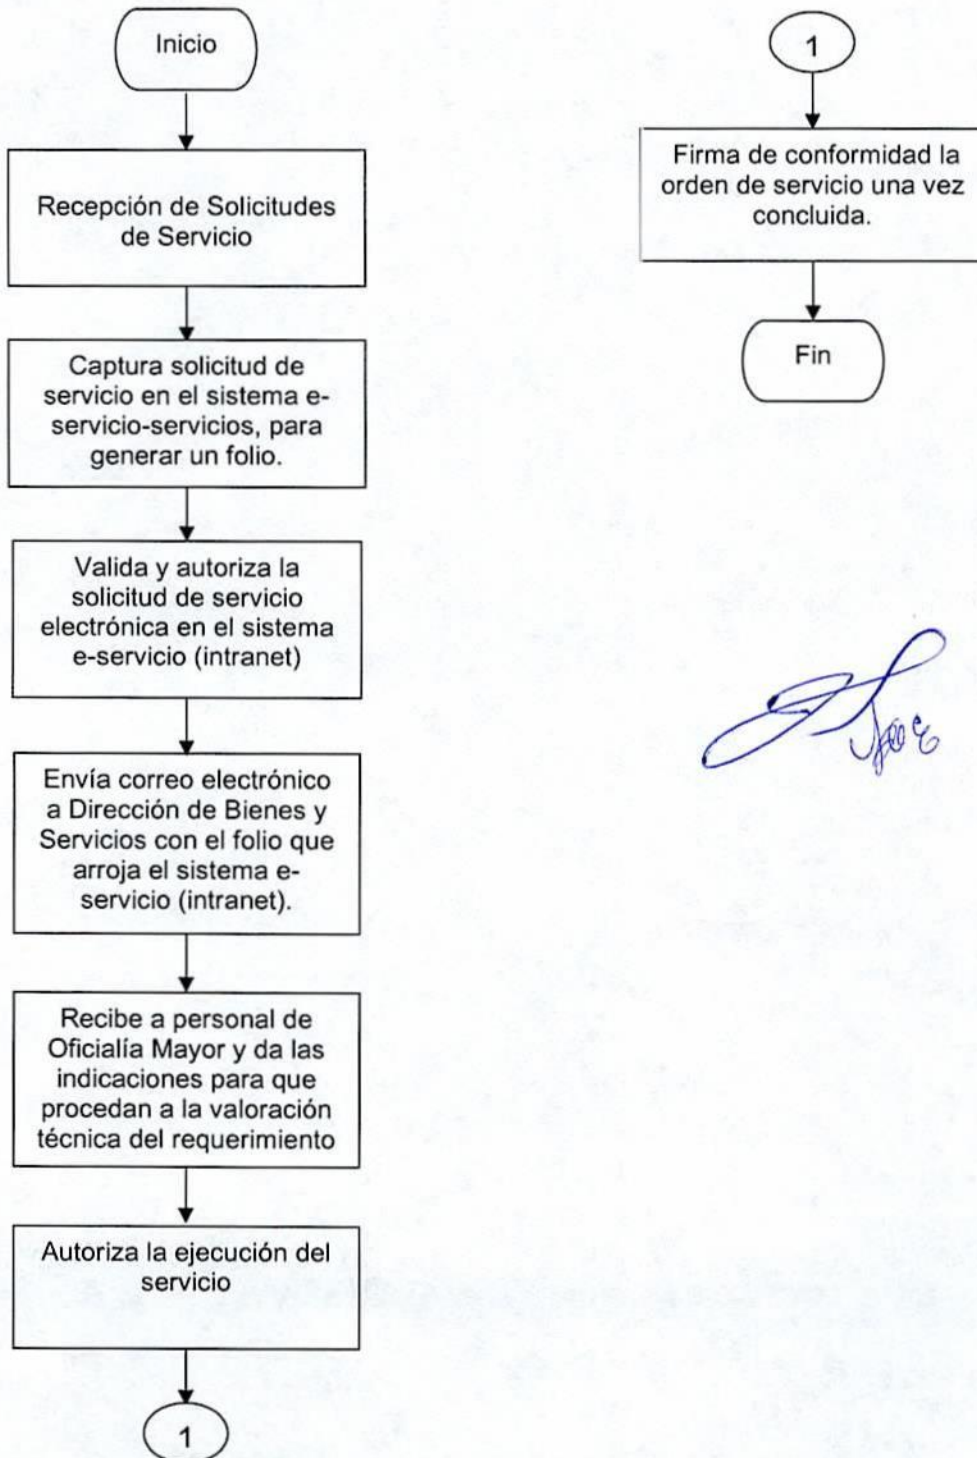 Inicio
Recepción de Solicitudes
de Servicio
Captura solicitud de
servicio en el sistema e-
servicio-servicios, para
generar un folio.
Valida y autoriza la
solicitud de servicio
electrónica en el sistema
e-servicio (intranet)
Envía correo electrónico
a Dirección de Bienes y
Servicios con el folio que
arroja el sistema e-
servicio (intranet).
Recibe a personal de
Oficialía Mayor y da las
indicaciones para que
procedan a la valoración
técnica del requerimiento
Autoriza la ejecución del
servicio
1
1
Firma de conformidad la
orden de servicio una vez
concluida.
Fin